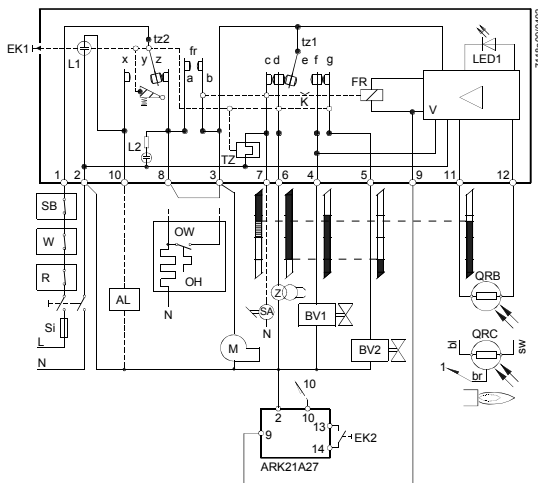 tz2
tz1
EK1
L1
x
y
z
fr
a
b
c
d
e
f
g
LED1
FR
K
V
L2
TZ
1
2
10
8
3
7
6
4
5
9
11
12
SB
W
R
Si
L
N
AL
OW
OH
N
M
SA
N
Z
BV1
BV2
QRB
QRC
bl
sw
br
1
10
2
10
9
13
14
EK2
ARK21A27